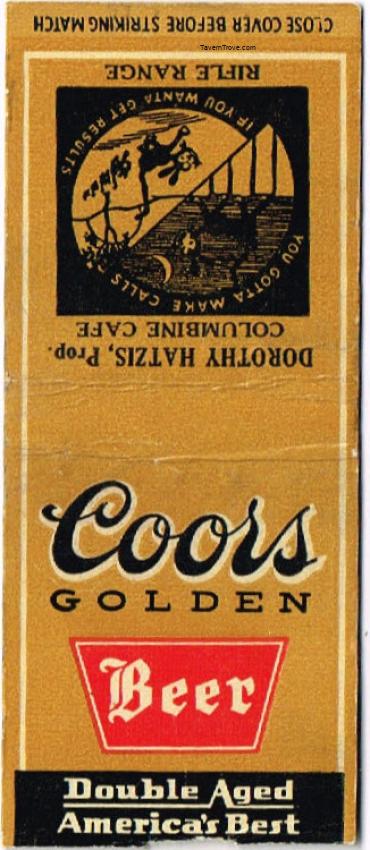 CLOSE COVER BEFORE STRIKING MATCH
TavernTrove.com
RIFLE RANGE
IF YOU WANTA GET RESULTS
YOU GOTTA MAKE CALLS
COLUMBINE CAFE
DOROTHY HATZIS, Prop.
Coors
GOLDEN
Beer
Double Aged
America's Best